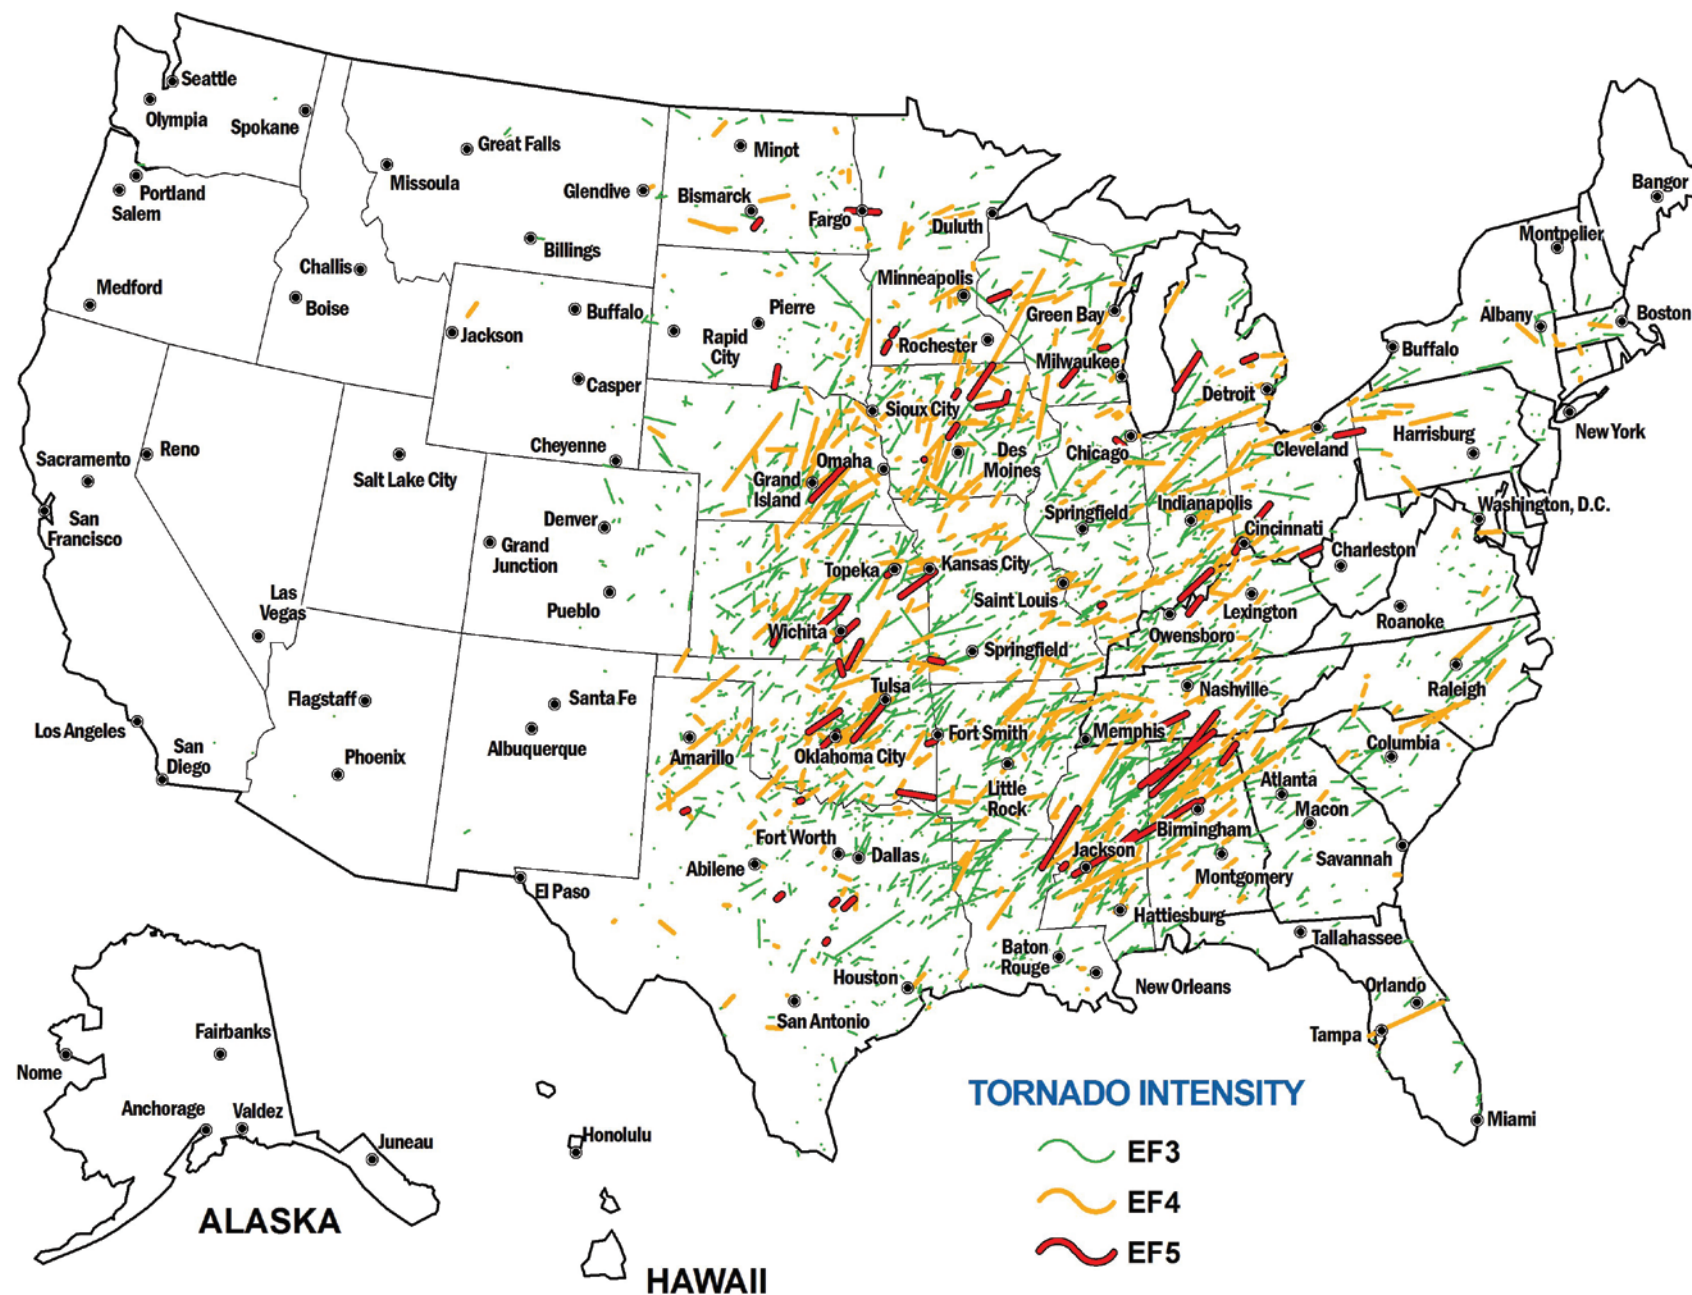 Seattle
Olympia
Spokane
Portland
Salem
Medford
Great Falls
Missoula
Glendive
Billings
Challis
Boise
Jackson
Buffalo
Casper
Cheyenne
Minot
Bismarck
Fargo
Duluth
Minneapolis
Pierre
Rapid
City
Rochester
Green Bay
Milwaukee
Sioux City
Des
Moines
Omaha
Grand
Island
Chicago
Detroit
Cleveland
Buffalo
Albany
Montpelier
Bangor
Boston
New York
Harrisburg
Washington, D.C.
Sacramento
San
Francisco
Reno
Salt Lake City
Las
Vegas
Los Angeles
San
Diego
Denver
Grand
Junction
Pueblo
Flagstaff
Phoenix
Santa Fe
Albuquerque
El Paso
Topeka
Kansas City
Wichita
Saint Louis
Springfield
Springfield
Indianapolis
Cincinnati
Charleston
Lexington
Owensboro
Roanoke
Raleigh
Nashville
Memphis
Tulsa
Oklahoma City
Fort Smith
Little
Rock
Amarillo
Fort Worth
Dallas
Abilene
Columbia
Atlanta
Macon
Birmingham
Savannah
Montgomery
Jackson
Hattiesburg
Tallahassee
Baton
Rouge
New Orleans
Houston
San Antonio
Orlando
Tampa
Miami
Fairbanks
Nome
Anchorage
Valdez
Juneau
ALASKA
Honolulu
HAWAII
TORNADO INTENSITY
EF3
EF4
EF5